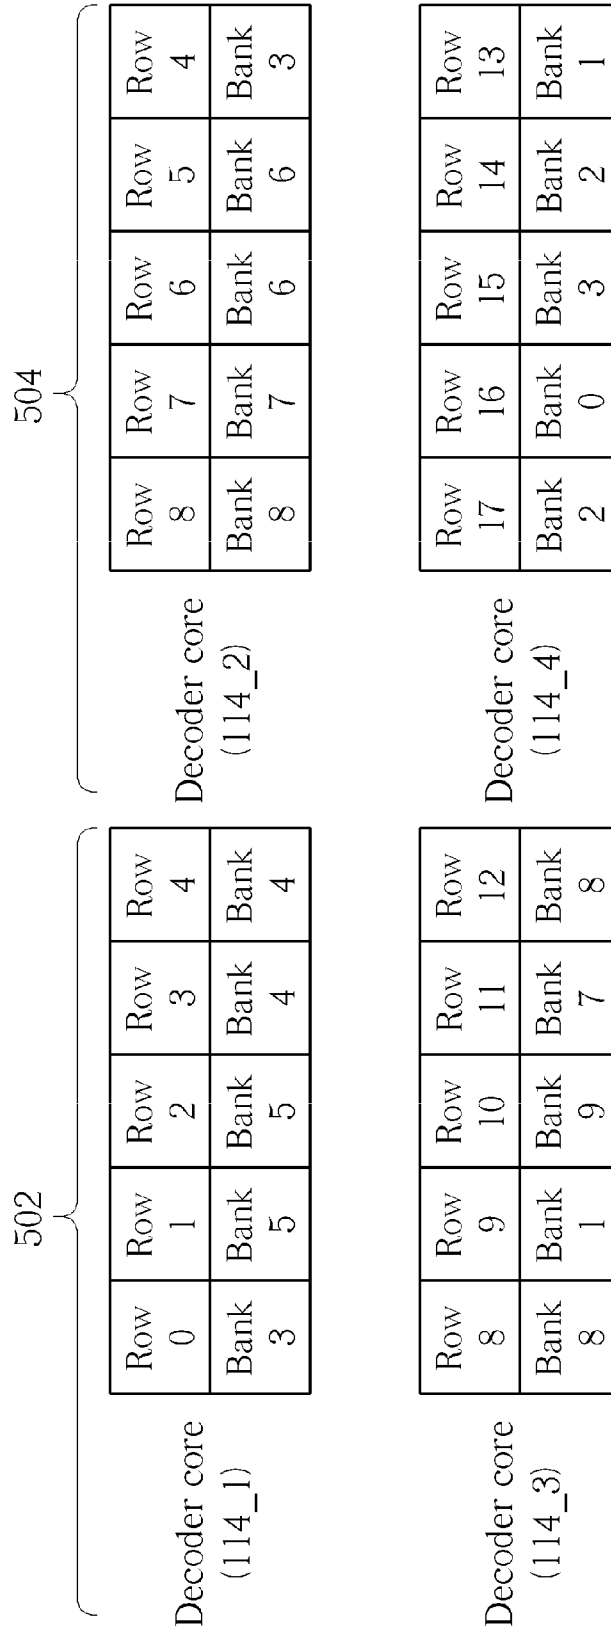 502
504
Decoder core
(114_1)
Row 0 Row 1 Row 2 Row 3 Row 4
Bank 3 Bank 5 Bank 5 Bank 4 Bank 4
Decoder core
(114_2)
Row 8 Row 7 Row 6 Row 5 Row 4
Bank 8 Bank 7 Bank 6 Bank 6 Bank 3
Decoder core
(114_3)
Row 8 Row 9 Row 10 Row 11 Row 12
Bank 8 Bank 1 Bank 9 Bank 7 Bank 8
Decoder core
(114_4)
Row 17 Row 16 Row 15 Row 14 Row 13
Bank 2 Bank 0 Bank 3 Bank 2 Bank 1